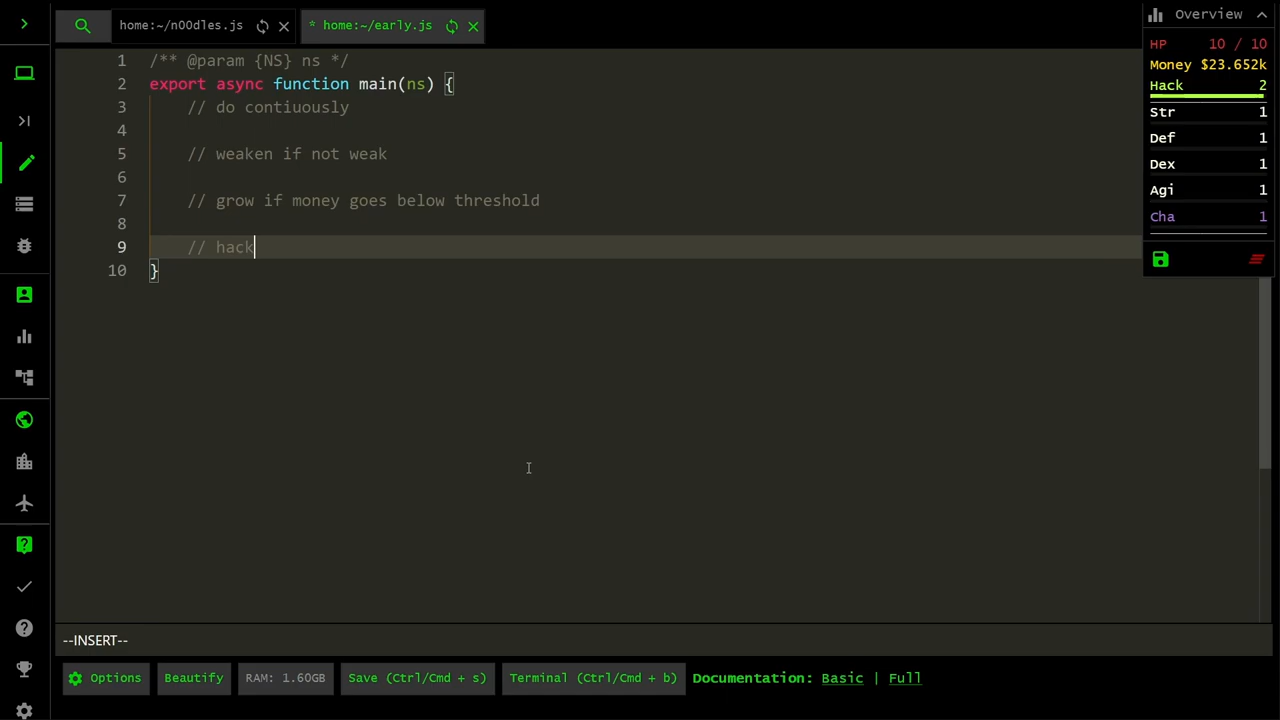 home:~/n00dles.js
* home:~/early.js
Overview
HP 10 / 10
Money $23.652k
Hack 2
Str 1
Def 1
Dex 1
Agi 1
Cha 1
1 /** @param {NS} ns */
2 export async function main(ns) {
3 // do contiuously
4
5 // weaken if not weak
6
7 // grow if money goes below threshold
8
9 // hack
10 }
--INSERT--
Options
Beautify
RAM: 1.60GB
Save (Ctrl/Cmd + s)
Terminal (Ctrl/Cmd + b)
Documentation: Basic | Full